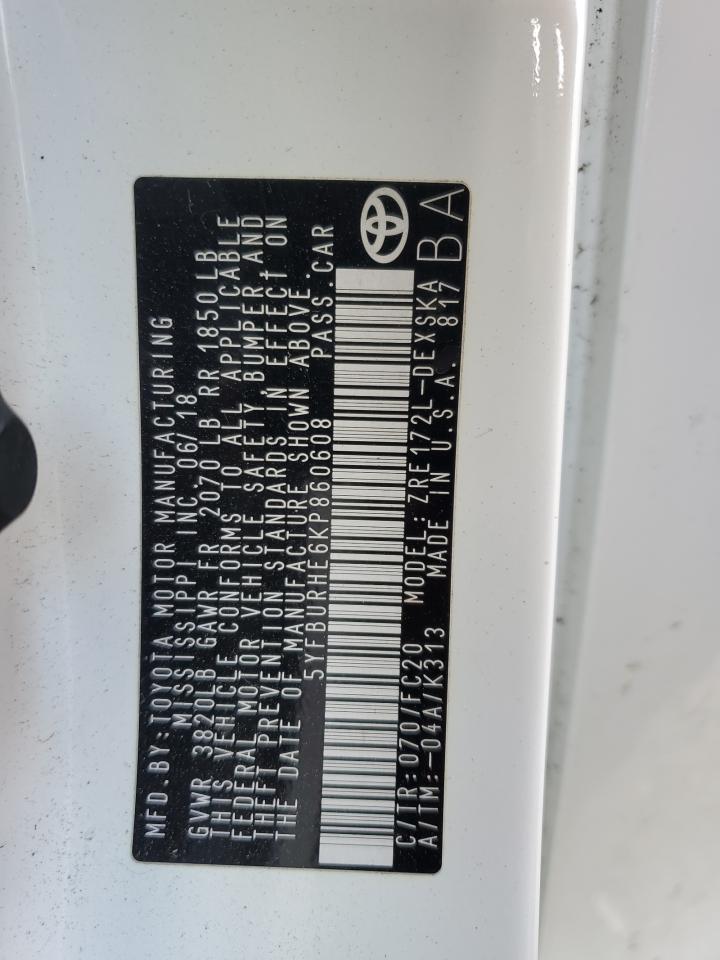 MFD.BY:TOYOTA MOTOR MANUFACTURING
MISSISSIPPI INC. 06/18
GVWR 3820LB GAWR FR 2070 LB RR 1850 LB
THIS VEHICLE CONFORMS TO ALL APPLICABLE
FEDERAL MOTOR VEHICLE SAFETY, BUMPER, AND
THEFT PREVENTION STANDARDS IN EFFECT ON
THE DATE OF MANUFACTURE SHOWN ABOVE.
5YFBURHE6KP860608 PASS.CAR
C/TR:070/FC20 MODEL: ZRE172L-DEXSKA
A/TM:-04A/K313 MADE IN U.S.A. 817 BA